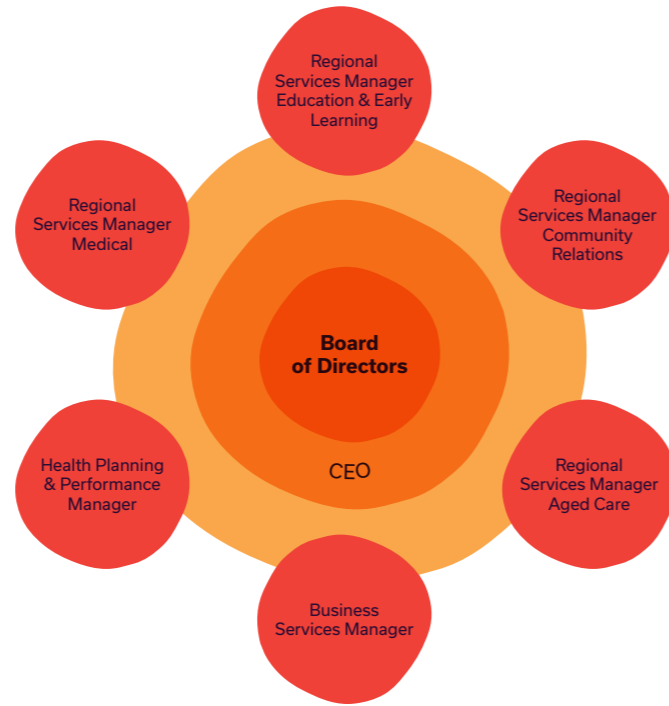 Regional
Services Manager
Education & Early
Learning
Regional
Services Manager
Medical
Regional
Services Manager
Community
Relations
Board
of Directors
CEO
Health Planning
& Performance
Manager
Regional
Services Manager
Aged Care
Business
Services Manager